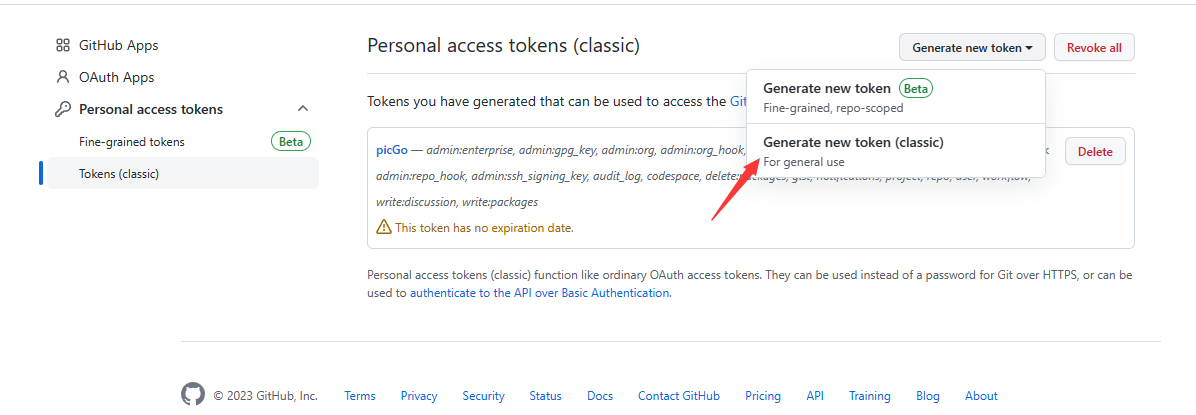 GitHub Apps
OAuth Apps
Personal access tokens
Fine-grained tokens Beta
Tokens (classic)
Personal access tokens (classic)
Generate new token
Revoke all
Generate new token Beta
Fine-grained, repo-scoped
Generate new token (classic)
For general use
Tokens you have generated that can be used to access the Git
picGo — admin:enterprise, admin:gpg_key, admin:org, admin:org_hook,
Delete
admin:repo_hook, admin:ssh_signing_key, audit_log, codespace, delete:packages, gist, notifications, project, repo, user, workflow,
write:discussion, write:packages
This token has no expiration date.
Personal access tokens (classic) function like ordinary OAuth access tokens. They can be used instead of a password for Git over HTTPS, or can be
used to authenticate to the API over Basic Authentication.
© 2023 GitHub, Inc. Terms Privacy Security Status Docs Contact GitHub Pricing API Training Blog About